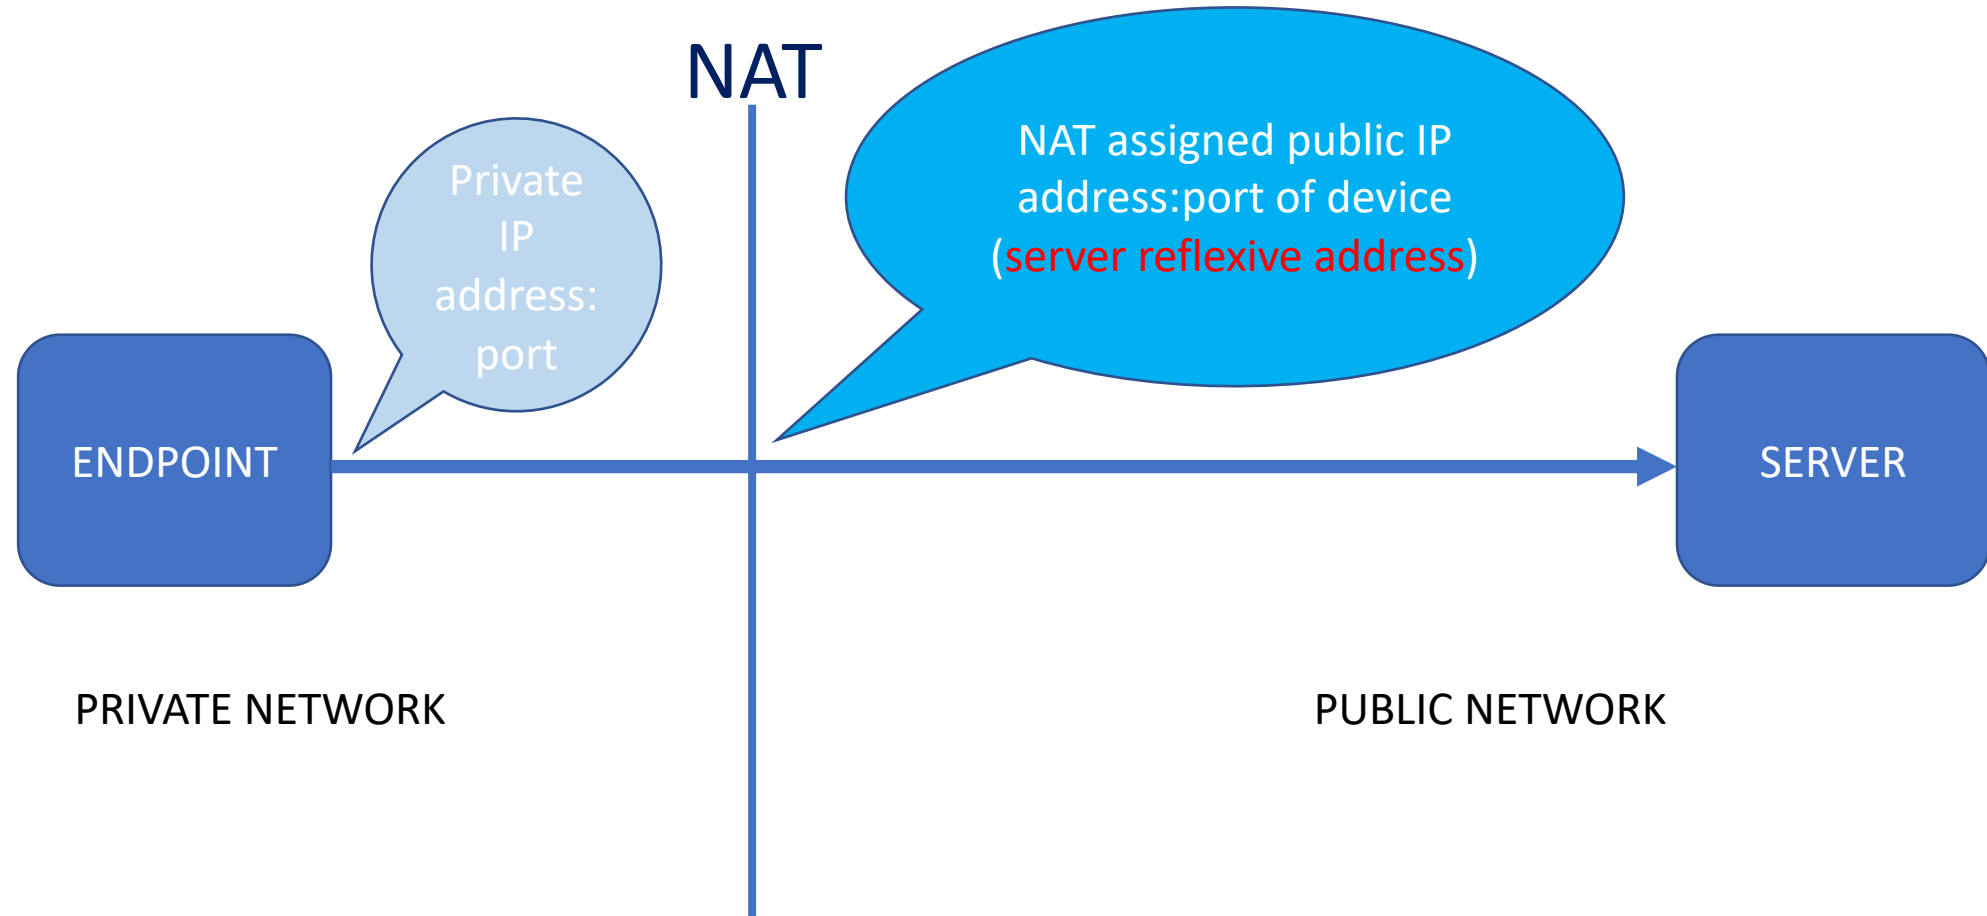 NAT
Private
IP
address:
port
NAT assigned public IP
address:port of device
(server reflexive address)
ENDPOINT
SERVER
PRIVATE NETWORK
PUBLIC NETWORK